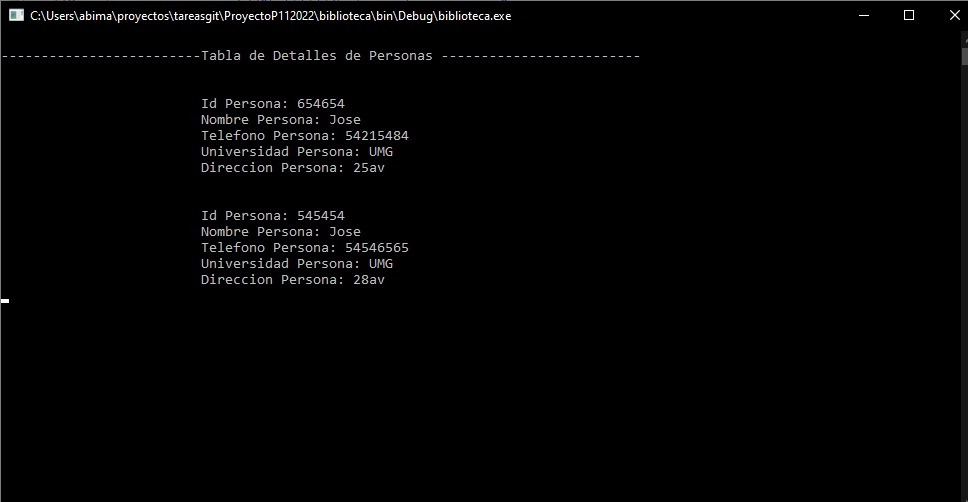 C:\Users\abima\proyectos\tareasgit\ProyectoP112022\biblioteca\bin\Debug\biblioteca.exe
-------------------------Tabla de Detalles de Personas -------------------------
Id Persona: 654654
Nombre Persona: Jose
Telefono Persona: 54215484
Universidad Persona: UMG
Direccion Persona: 25av
Id Persona: 545454
Nombre Persona: Jose
Telefono Persona: 54546565
Universidad Persona: UMG
Direccion Persona: 28av